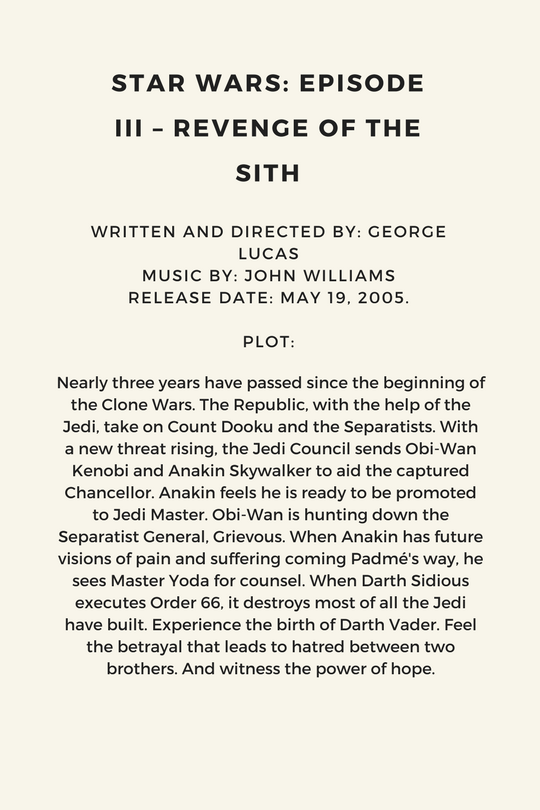 STAR WARS: EPISODE
III – REVENGE OF THE
SITH
WRITTEN AND DIRECTED BY: GEORGE
LUCAS
MUSIC BY: JOHN WILLIAMS
RELEASE DATE: MAY 19, 2005.
PLOT:
Nearly three years have passed since the beginning of
the Clone Wars. The Republic, with the help of the
Jedi, take on Count Dooku and the Separatists. With
a new threat rising, the Jedi Council sends Obi-Wan
Kenobi and Anakin Skywalker to aid the captured
Chancellor. Anakin feels he is ready to be promoted
to Jedi Master. Obi-Wan is hunting down the
Separatist General, Grievous. When Anakin has future
visions of pain and suffering coming Padmé's way, he
sees Master Yoda for counsel. When Darth Sidious
executes Order 66, it destroys most of all the Jedi
have built. Experience the birth of Darth Vader. Feel
the betrayal that leads to hatred between two
brothers. And witness the power of hope.